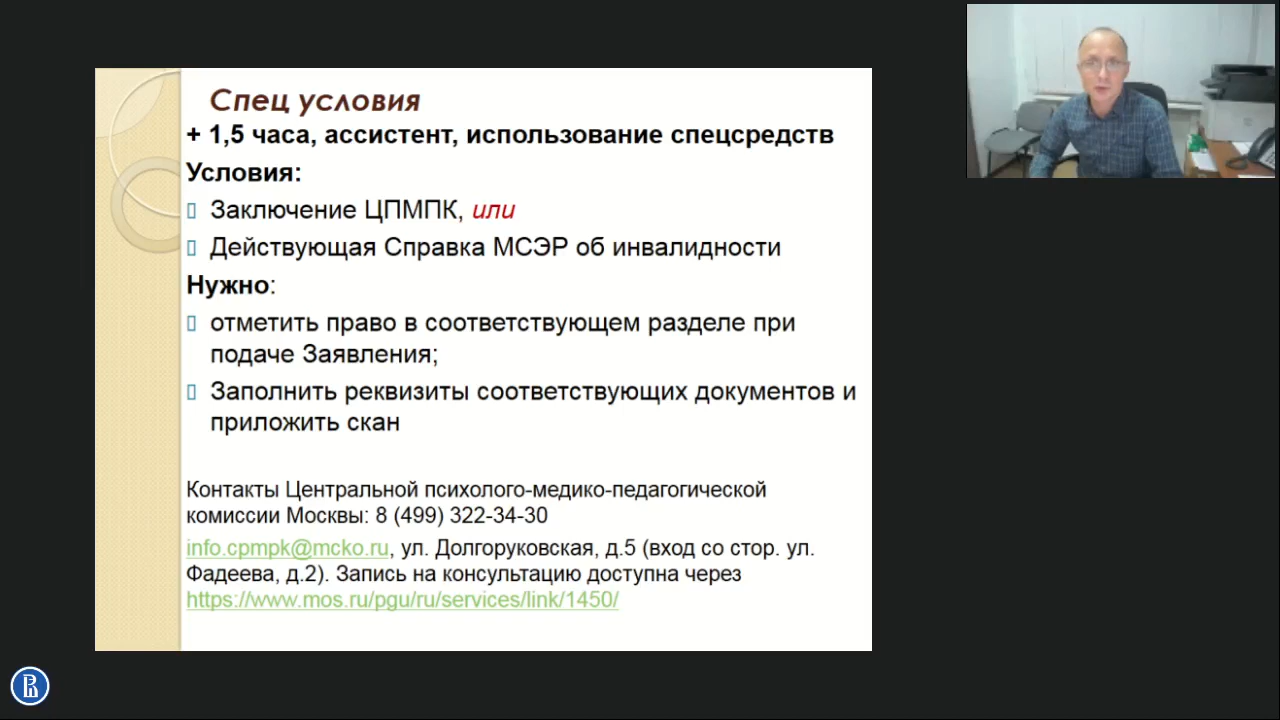 Спец условия
+ 1,5 часа, ассистент, использование спецсредств
Условия:
Заключение ЦПМПК, или
Действующая Справка МСЭР об инвалидности
Нужно:
отметить право в соответствующем разделе при
подаче Заявления;
Заполнить реквизиты соответствующих документов и
приложить скан
Контакты Центральной психолого-медико-педагогической
комиссии Москвы: 8 (499) 322-34-30
info.cpmpk@mcko.ru, ул. Долгоруковская, д.5 (вход со стор. ул.
Фадеева, д.2). Запись на консультацию доступна через
https://www.mos.ru/pgu/ru/services/link/1450/